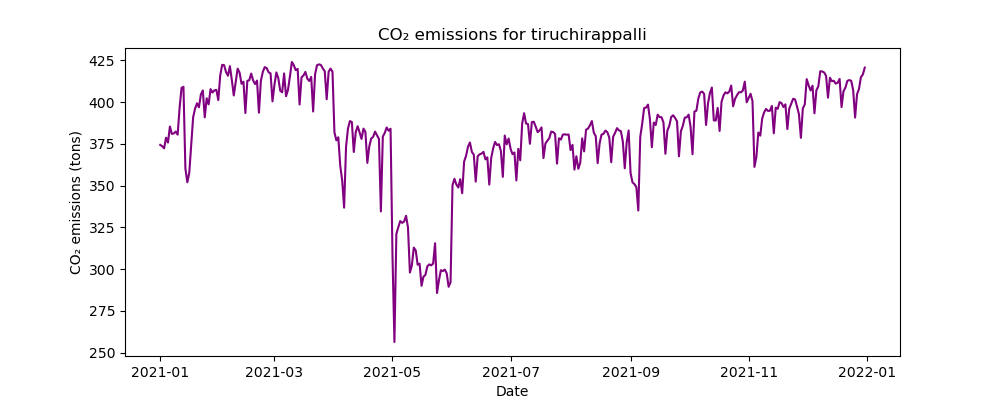 CO₂ emissions for tiruchirappalli
CO₂ emissions (tons)
425
400
375
350
325
300
275
250
2021-01 2021-03 2021-05 2021-07 2021-09 2021-11 2022-01
Date